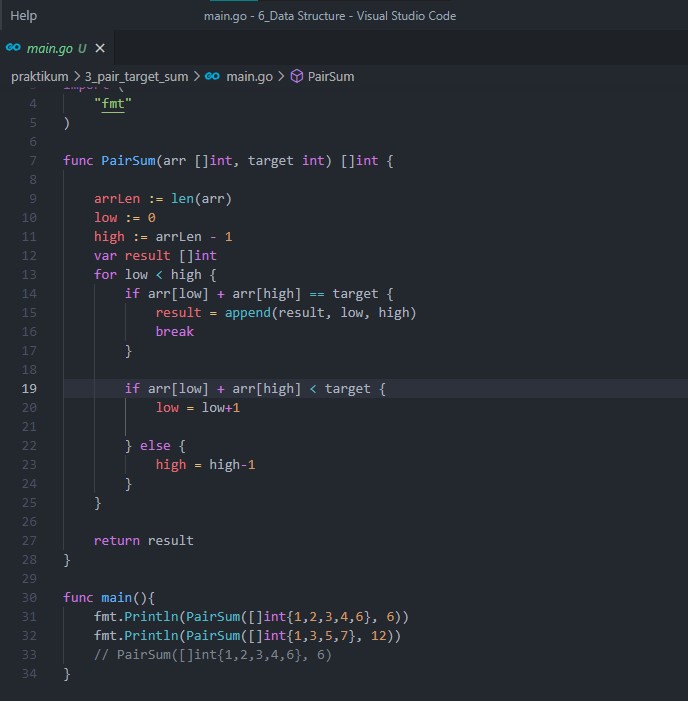 Help
main.go - 6_Data Structure - Visual Studio Code
GO main.go U ×
praktikum > 3_pair_target_sum > GO main.go > PairSum
3 import (
4 "fmt"
5 )
6
7 func PairSum(arr []int, target int) []int {
8
9 arrLen := len(arr)
10 low := 0
11 high := arrLen - 1
12 var result []int
13 for low < high {
14 if arr[low] + arr[high] == target {
15 result = append(result, low, high)
16 break
17 }
18
19 if arr[low] + arr[high] < target {
20 low = low+1
21
22 } else {
23 high = high-1
24 }
25 }
26
27 return result
28 }
29
30 func main(){
31 fmt.Println(PairSum([]int{1,2,3,4,6}, 6))
32 fmt.Println(PairSum([]int{1,3,5,7}, 12))
33 // PairSum([]int{1,2,3,4,6}, 6)
34 }